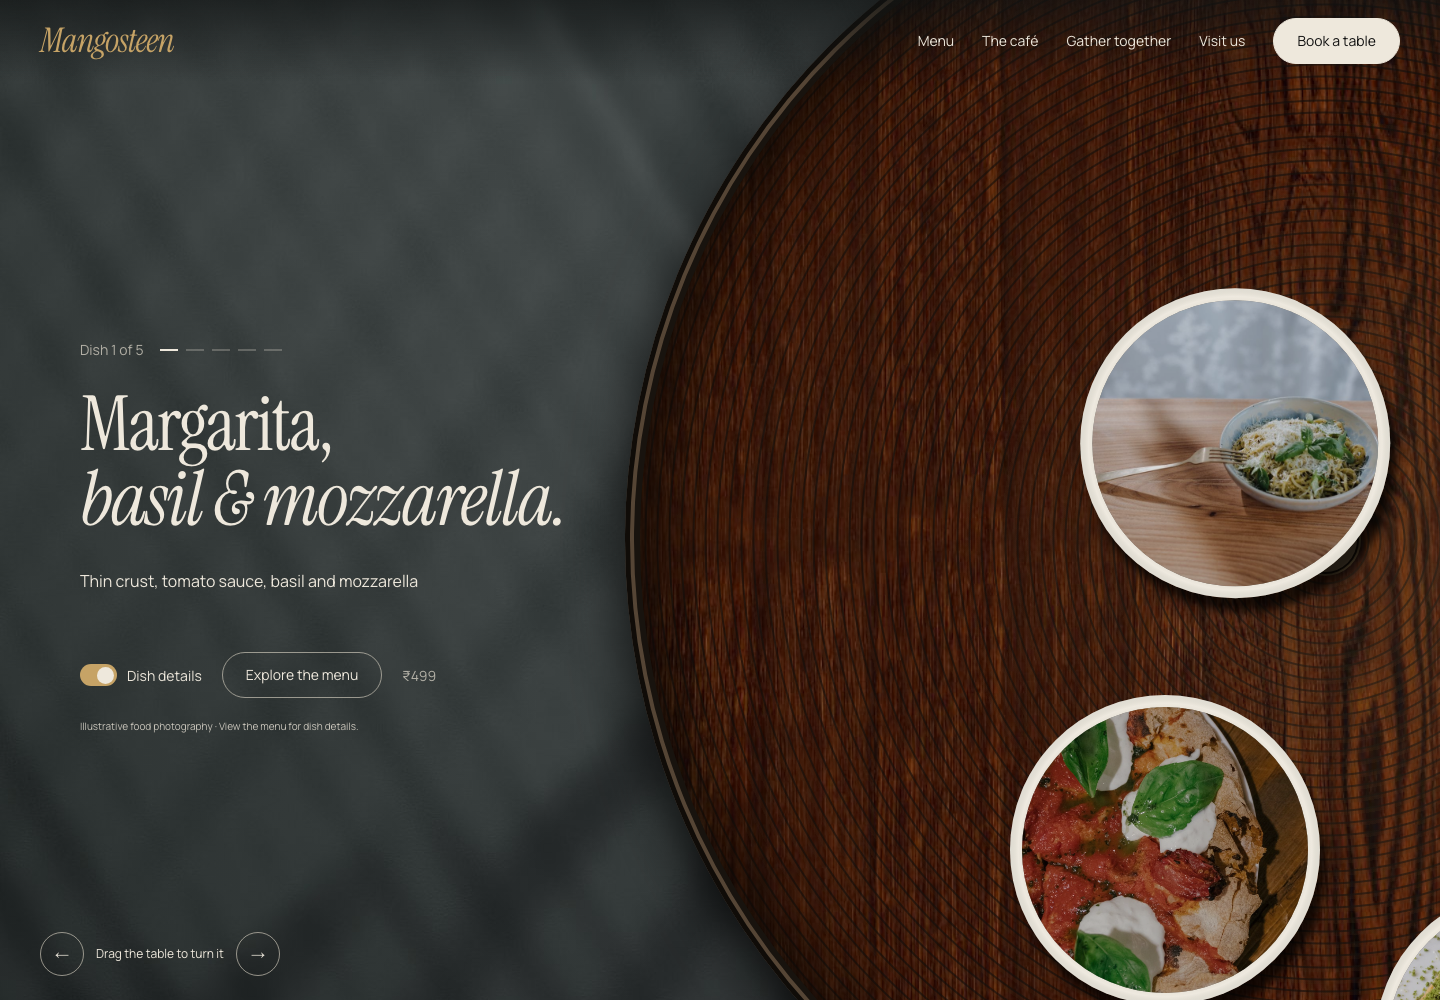 Mangosteen
Menu
The café
Gather together
Visit us
Book a table
Dish 1 of 5
Margarita,
basil & mozzarella.
Thin crust, tomato sauce, basil and mozzarella
Dish details
Explore the menu
₹499
Illustrative food photography · View the menu for dish details.
← Drag the table to turn it →